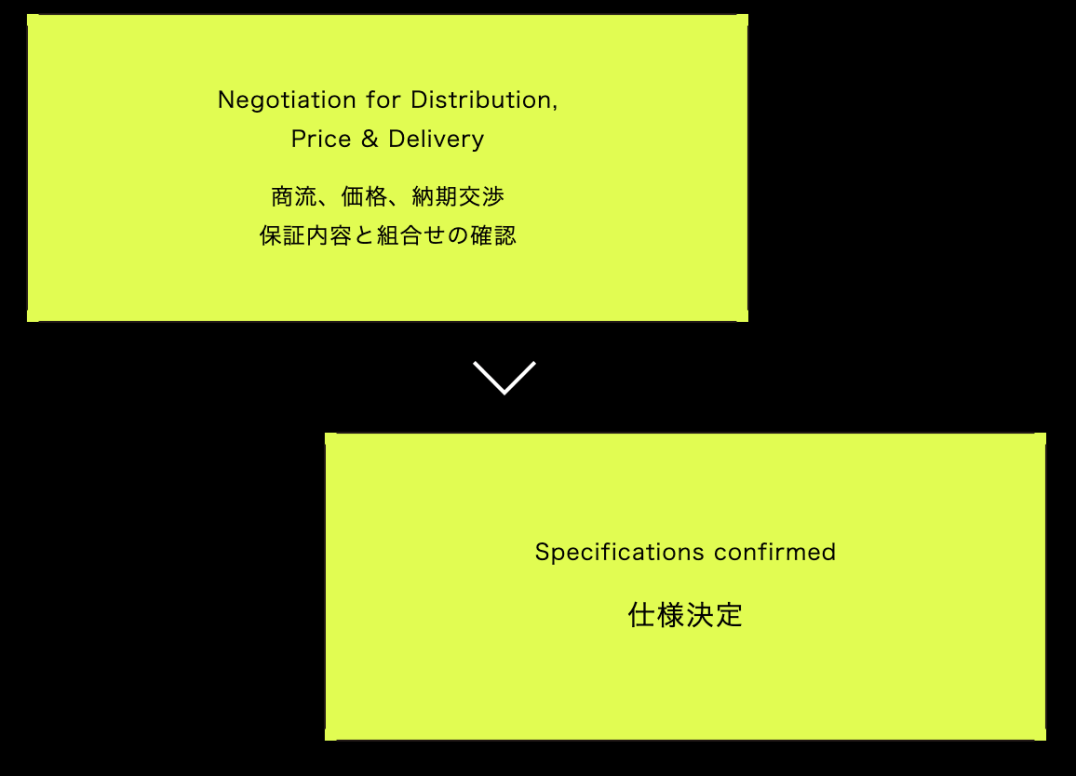 Negotiation for Distribution,
Price & Delivery
商流、価格、納期交渉
保証内容と組合せの確認
Specifications confirmed
仕様決定